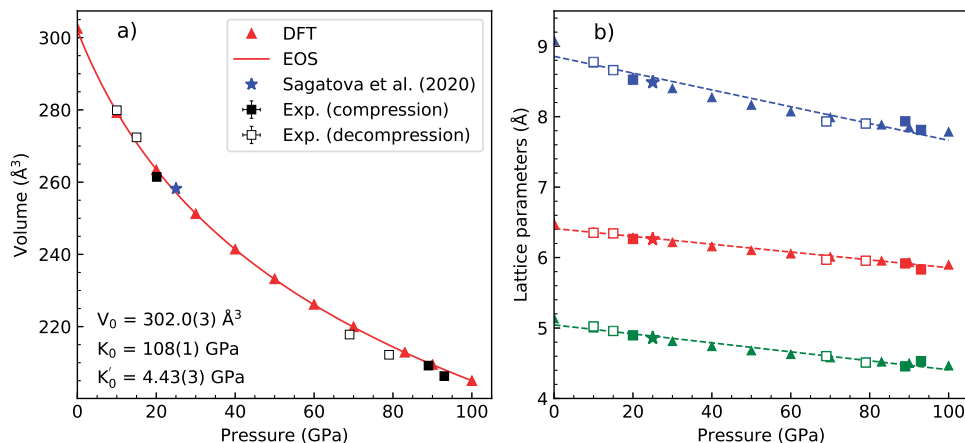 a)
DFT
EOS
Sagatova et al. (2020)
Exp. (compression)
Exp. (decompression)
V₀ = 302.0(3) Å³
K₀ = 108(1) GPa
K₀′ = 4.43(3) GPa
Volume (Å³)
300
280
260
240
220
0 20 40 60 80 100
Pressure (GPa)
b)
Lattice parameters (Å)
9
8
7
6
5
4
0 20 40 60 80 100
Pressure (GPa)